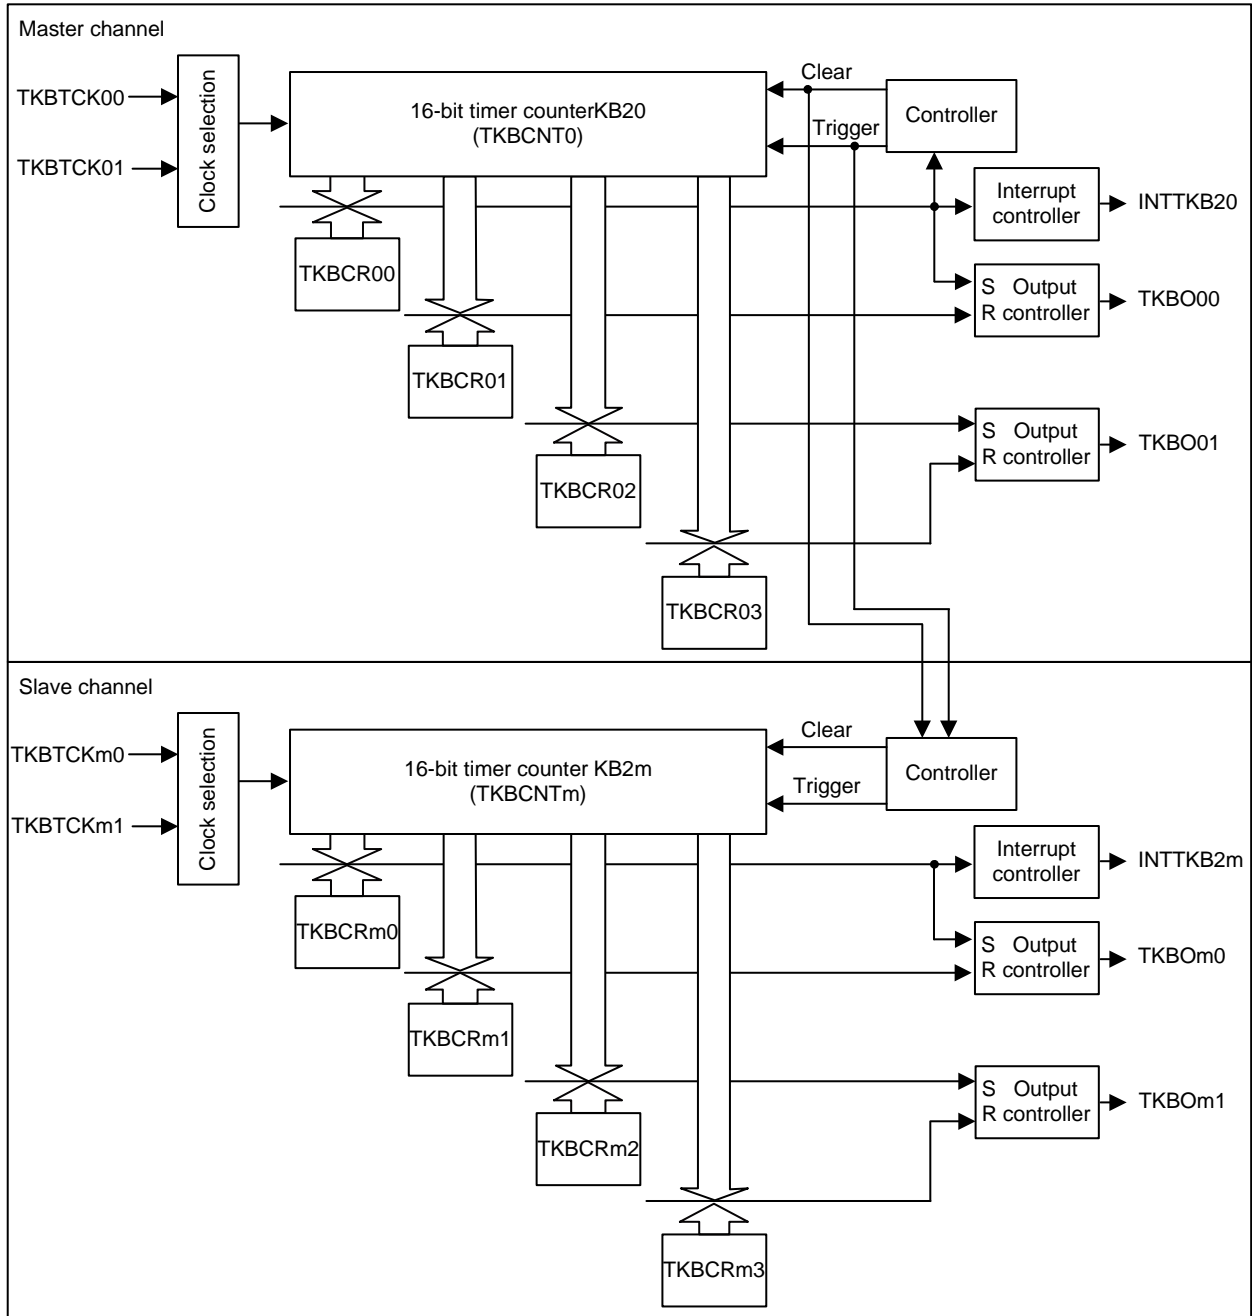 Master channel
TKBTCK00
TKBTCK01
Clock selection
16-bit timer counterKB20
(TKBCNT0)
Clear
Trigger
Controller
Interrupt
controller
INTTKB20
TKBCR00
S Output
R controller
TKBO00
TKBCR01
S Output
R controller
TKBO01
TKBCR02
TKBCR03
Slave channel
TKBTCKm0
TKBTCKm1
Clock selection
16-bit timer counter KB2m
(TKBCNTm)
Clear
Trigger
Controller
Interrupt
controller
INTTKB2m
TKBCRm0
S Output
R controller
TKBOm0
TKBCRm1
S Output
R controller
TKBOm1
TKBCRm2
TKBCRm3